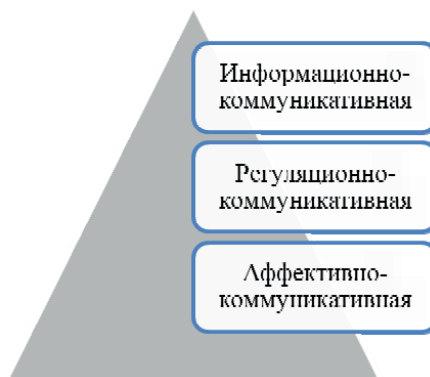 Информационно-
коммуникативная
Регуляционно-
коммуникативная
Аффективно-
коммуникативная